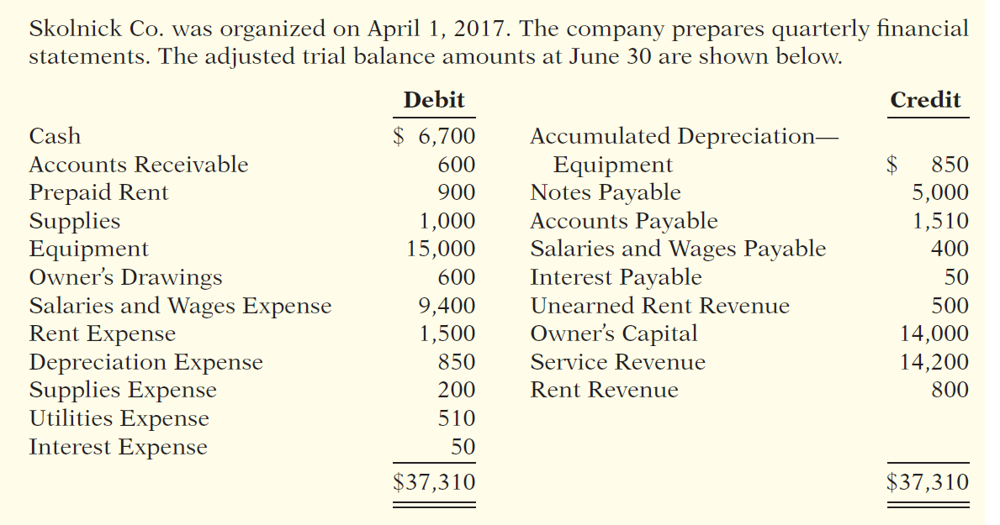 Skolnick Co. was organized on April 1, 2017. The company prepares quarterly financial
statements. The adjusted trial balance amounts at June 30 are shown below.
Debit Credit
Cash $ 6,700 Accumulated Depreciation—
Accounts Receivable 600 Equipment $ 850
Prepaid Rent 900 Notes Payable 5,000
Supplies 1,000 Accounts Payable 1,510
Equipment 15,000 Salaries and Wages Payable 400
Owner's Drawings 600 Interest Payable 50
Salaries and Wages Expense 9,400 Unearned Rent Revenue 500
Rent Expense 1,500 Owner's Capital 14,000
Depreciation Expense 850 Service Revenue 14,200
Supplies Expense 200 Rent Revenue 800
Utilities Expense 510
Interest Expense 50
$37,310 $37,310